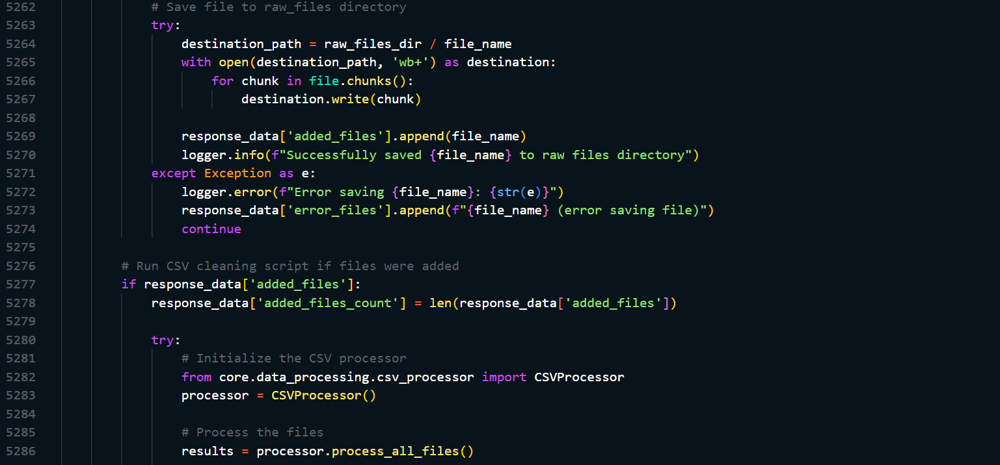 5262 # Save file to raw_files directory
5263 try:
5264 destination_path = raw_files_dir / file_name
5265 with open(destination_path, 'wb+') as destination:
5266 for chunk in file.chunks():
5267 destination.write(chunk)
5268
5269 response_data['added_files'].append(file_name)
5270 logger.info(f"Successfully saved {file_name} to raw files directory")
5271 except Exception as e:
5272 logger.error(f"Error saving {file_name}: {str(e)}")
5273 response_data['error_files'].append(f"{file_name} (error saving file)")
5274 continue
5275
5276 # Run CSV cleaning script if files were added
5277 if response_data['added_files']:
5278 response_data['added_files_count'] = len(response_data['added_files'])
5279
5280 try:
5281 # Initialize the CSV processor
5282 from core.data_processing.csv_processor import CSVProcessor
5283 processor = CSVProcessor()
5284
5285 # Process the files
5286 results = processor.process_all_files()